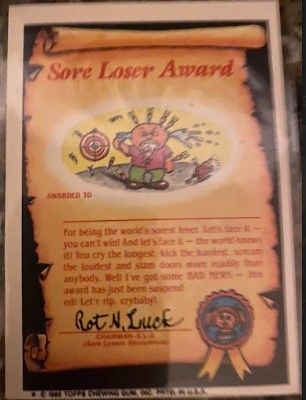 Sore Loser Award
AWARDED TO
For being the world's sorest loser. Let's face it —
you can't win! And let's face it — the world knows
it! You cry the longest, kick the hardest, scream
the loudest and slam doors more readily than
anybody. Well I've got some BAD NEWS — this
award has just been suspend-
ed! Let'r rip, crybaby!
Rot N. Luck
CHAIRMAN S.L.A.
(Sore Losers Anonymous)
© 1986 TOPPS CHEWING GUM, INC. PRTD. IN U.S.A.